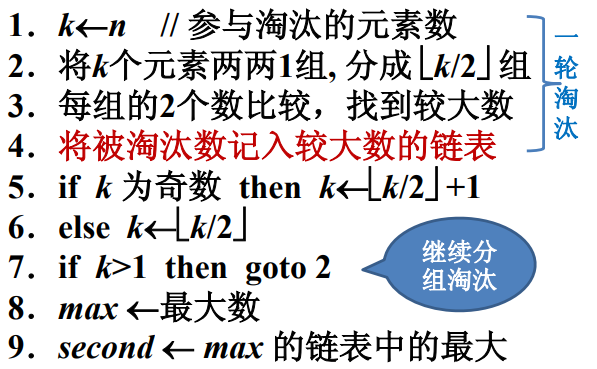 1. k←n //参与淘汰的元素数
2. 将k个元素两两1组, 分成⌊k/2⌋组
3. 每组的2个数比较，找到较大数
4. 将被淘汰数记入较大数的链表
5. if k 为奇数 then k←⌊k/2⌋+1
6. else k←⌊k/2⌋
7. if k>1 then goto 2
8. max ←最大数
9. second ← max 的链表中的最大
一轮淘汰
继续分
组淘汰